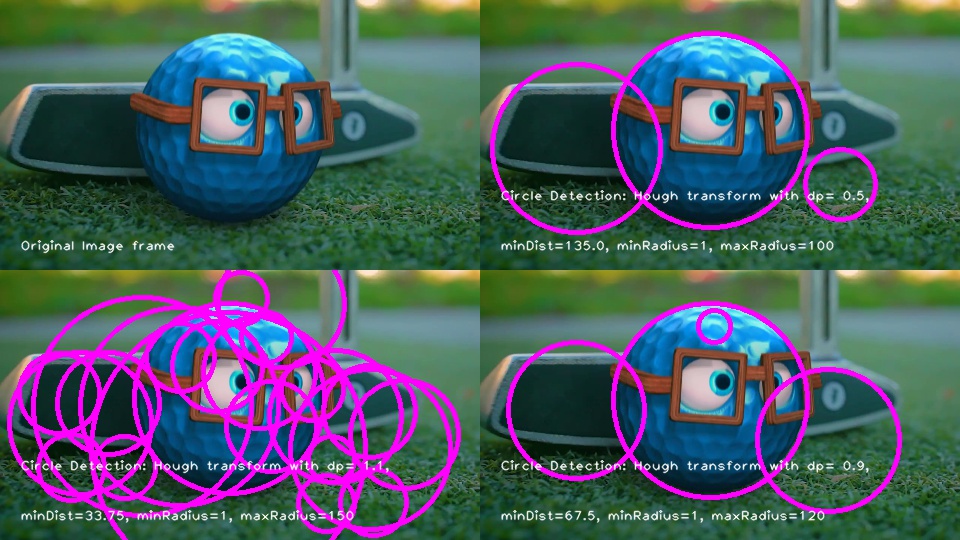 Original Image frame
Circle Detection: Hough transform with dp= 0.5,
minDist=135.0, minRadius=1, maxRadius=100
Circle Detection: Hough transform with dp= 1.1,
minDist=33.75, minRadius=1, maxRadius=150
Circle Detection: Hough transform with dp= 0.9,
minDist=67.5, minRadius=1, maxRadius=120